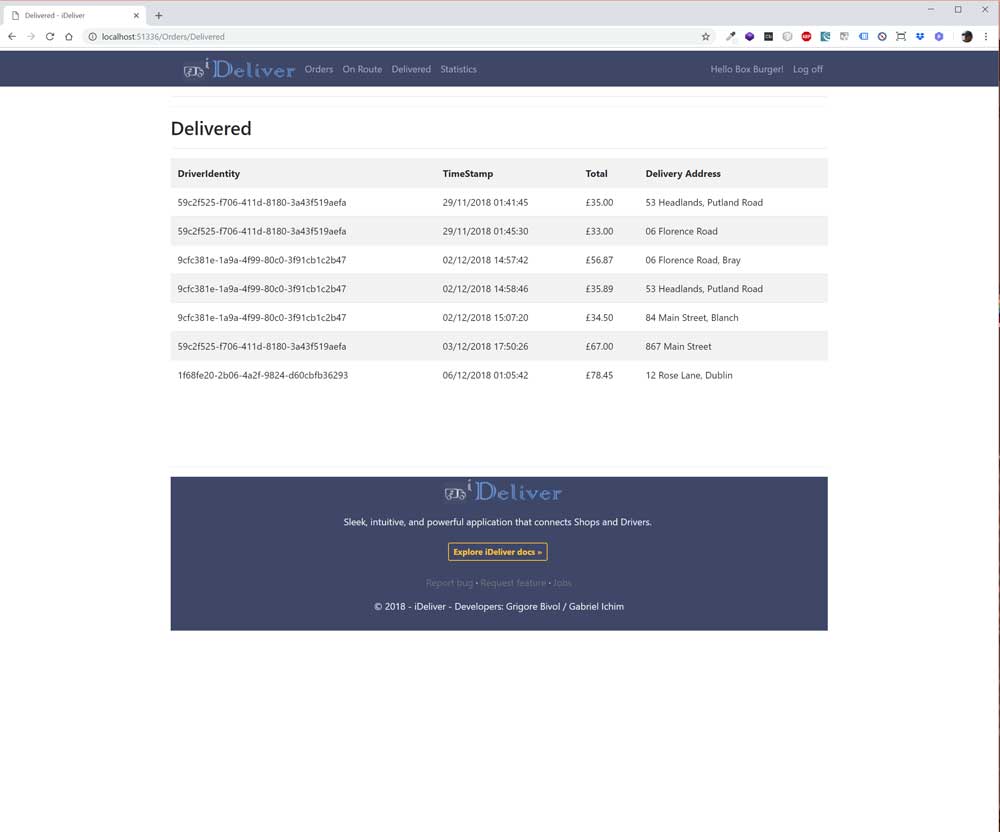 Delivered - iDeliver
localhost:51336/Orders/Delivered
iDeliver Orders On Route Delivered Statistics Hello Box Burger! Log off
Delivered
DriverIdentity TimeStamp Total Delivery Address
59c2f525-f706-411d-8180-3a43f519aefa 29/11/2018 01:41:45 £35.00 53 Headlands, Putland Road
59c2f525-f706-411d-8180-3a43f519aefa 29/11/2018 01:45:30 £33.00 06 Florence Road
9cfc381e-1a9a-4f99-80c0-3f91cb1c2b47 02/12/2018 14:57:42 £56.87 06 Florence Road, Bray
9cfc381e-1a9a-4f99-80c0-3f91cb1c2b47 02/12/2018 14:58:46 £35.89 53 Headlands, Putland Road
9cfc381e-1a9a-4f99-80c0-3f91cb1c2b47 02/12/2018 15:07:20 £34.50 84 Main Street, Blanch
59c2f525-f706-411d-8180-3a43f519aefa 03/12/2018 17:50:26 £67.00 867 Main Street
1f68fe20-2b06-4a2f-9824-d60cbfb36293 06/12/2018 01:05:42 £78.45 12 Rose Lane, Dublin
iDeliver
Sleek, intuitive, and powerful application that connects Shops and Drivers.
Explore iDeliver docs »
Report bug · Request feature · Jobs
© 2018 - iDeliver - Developers: Grigore Bivol / Gabriel Ichim